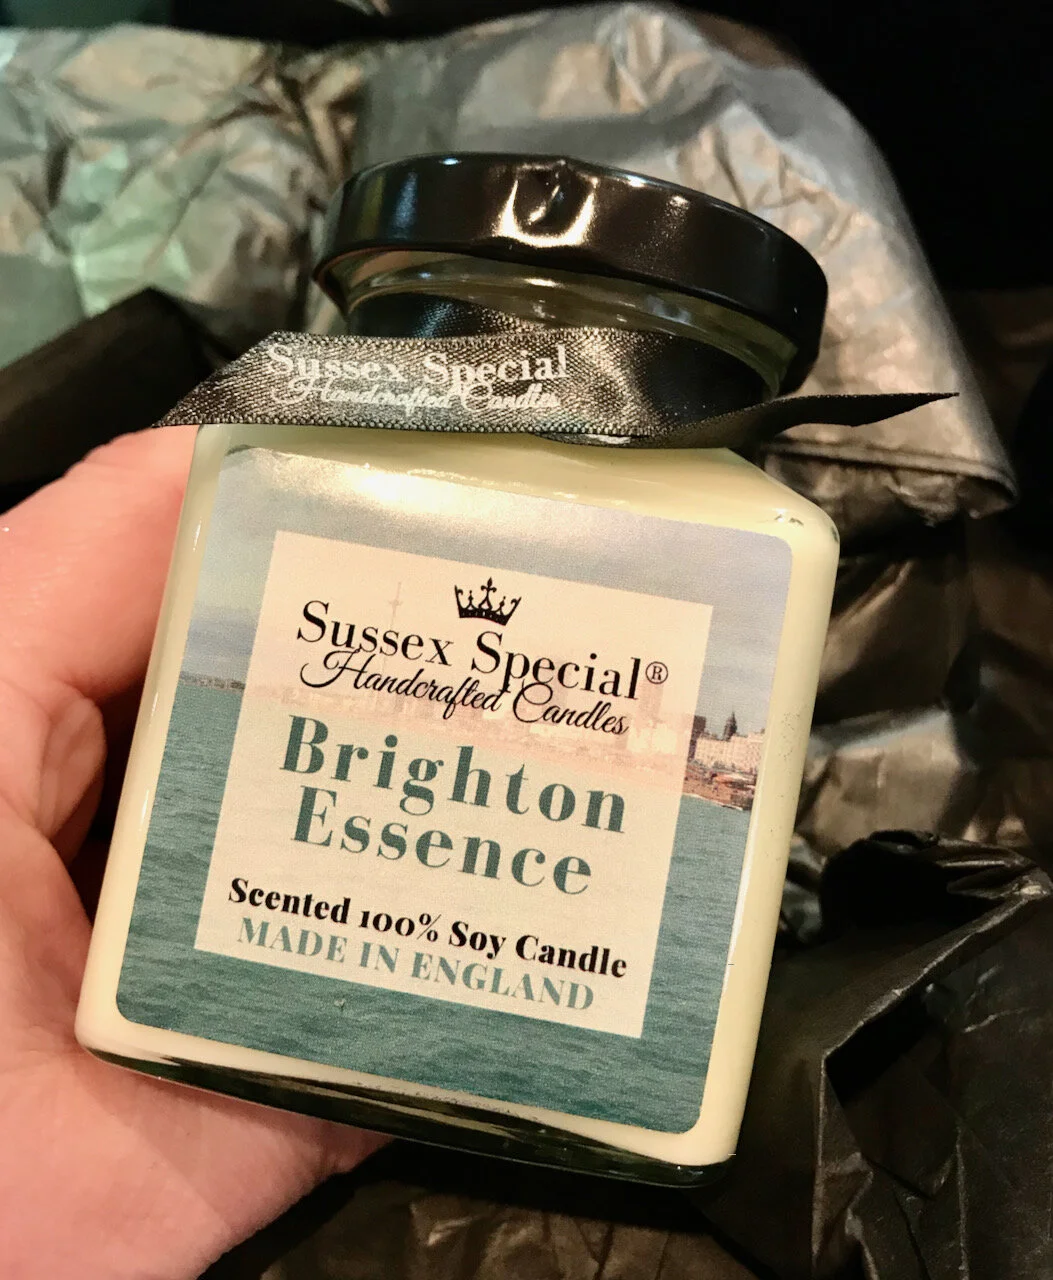 Sussex Special
Handcrafted Candles
Sussex Special®
Handcrafted Candles
Brighton
Essence
Scented 100% Soy Candle
MADE IN ENGLAND